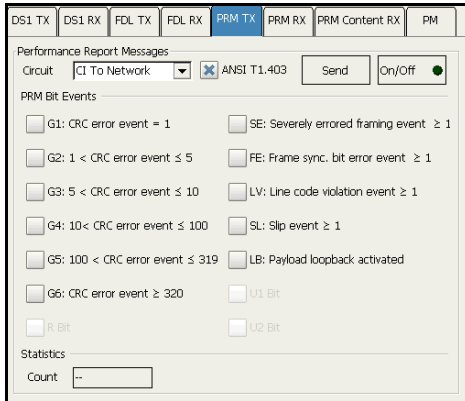 DS1 TX DS1 RX FDL TX FDL RX PRM TX PRM RX PRM Content RX PM
Performance Report Messages
Circuit CI To Network ANSI T1.403 Send On/Off
PRM Bit Events
G1: CRC error event = 1 SE: Severely errored framing event ≥ 1
G2: 1 < CRC error event ≤ 5 FE: Frame sync. bit error event ≥ 1
G3: 5 < CRC error event ≤ 10 LV: Line code violation event ≥ 1
G4: 10< CRC error event ≤ 100 SL: Slip event ≥ 1
G5: 100 < CRC error event ≤ 319 LB: Payload loopback activated
G6: CRC error event ≥ 320 U1 Bit
R Bit U2 Bit
Statistics
Count --